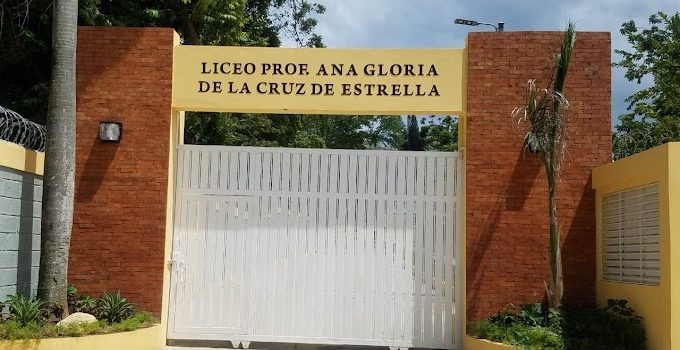 LICEO PROF. ANA GLORIA
DE LA CRUZ DE ESTRELLA